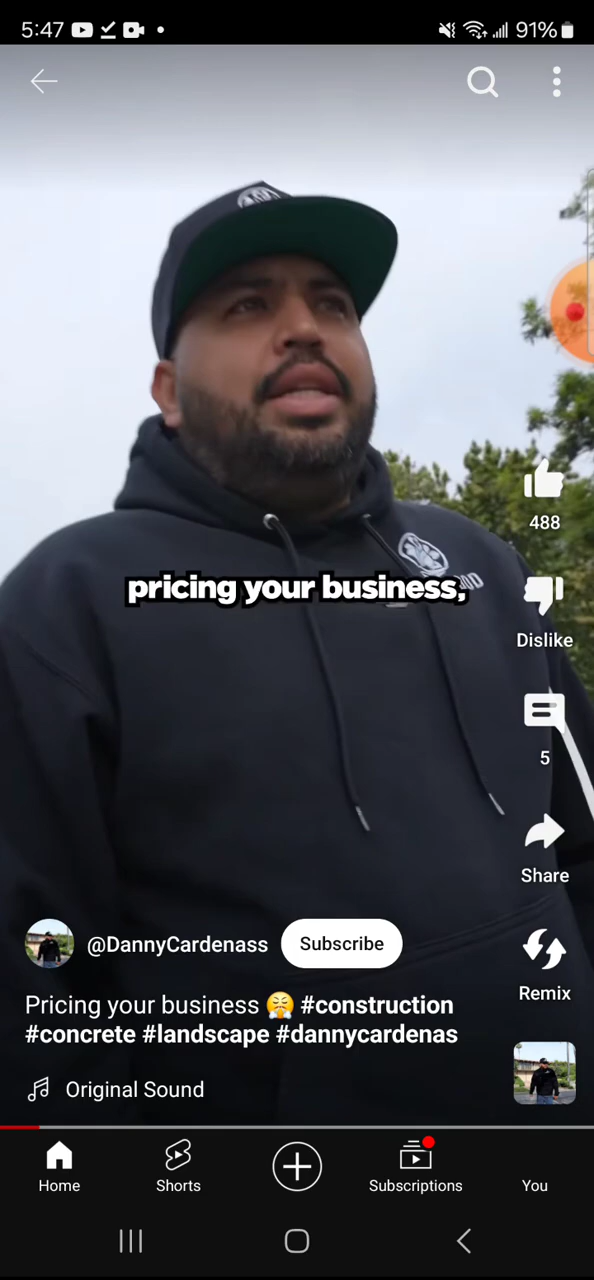 5:47
91%
pricing your business,
488
Dislike
5
Share
@DannyCardenass
Subscribe
Remix
Pricing your business 😤 #construction
#concrete #landscape #dannycardenas
Original Sound
Home
Shorts
Subscriptions
You